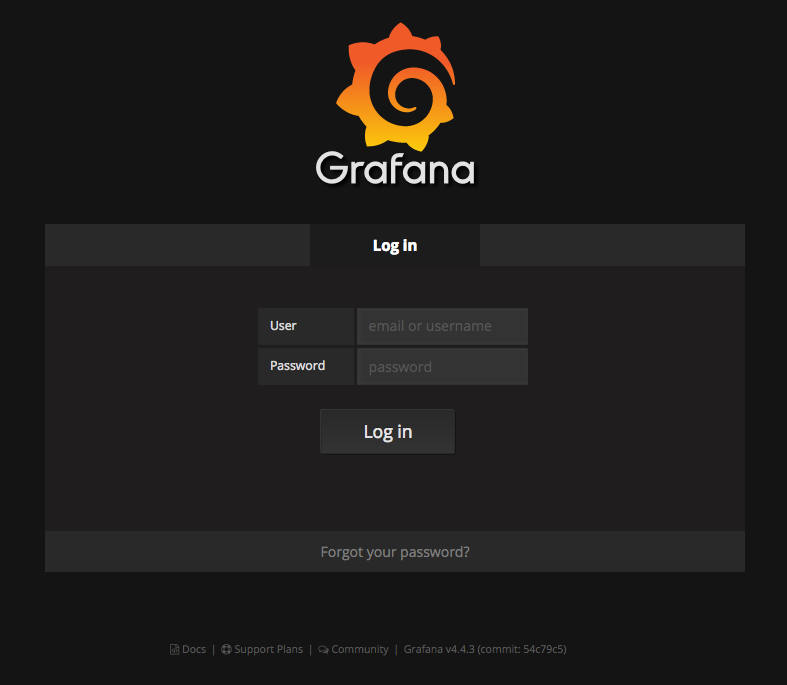 Grafana
Log in
User email or username
Password password
Log in
Forgot your password?
Docs | Support Plans | Community | Grafana v4.4.3 (commit: 54c79c5)